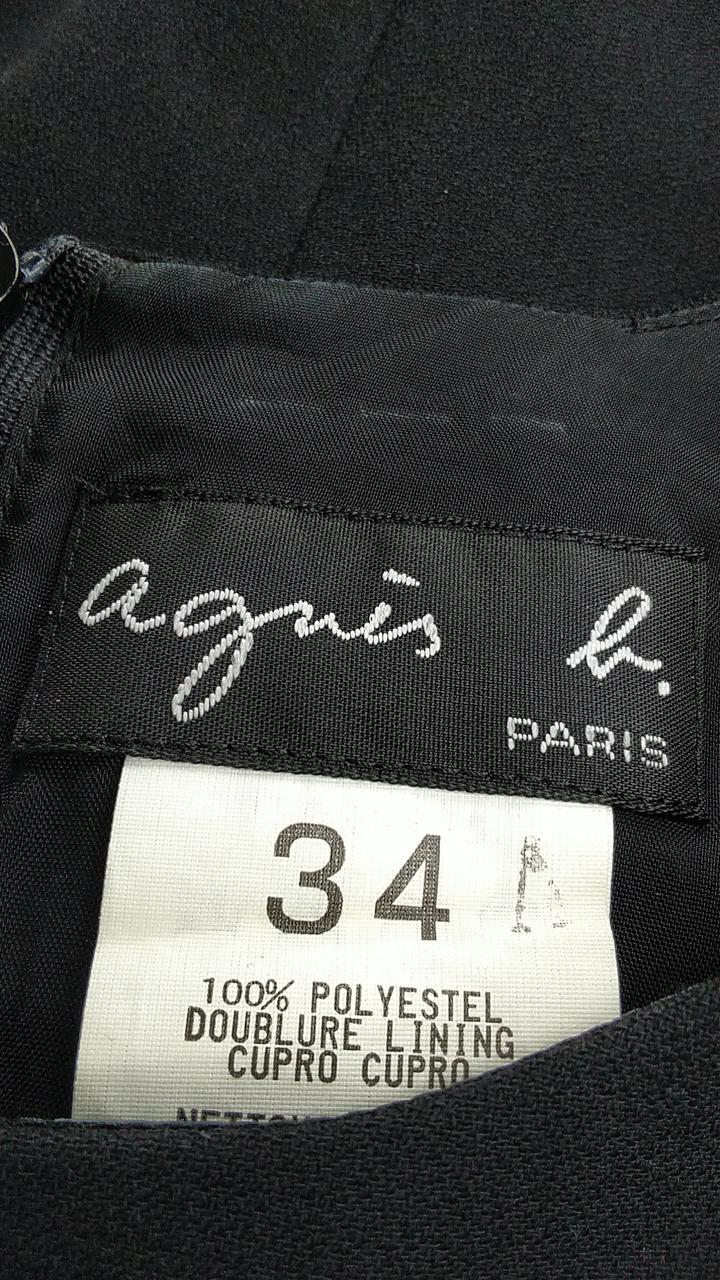 agnès b.
PARIS
34
100% POLYESTEL
DOUBLURE LINING
CUPRO CUPRO